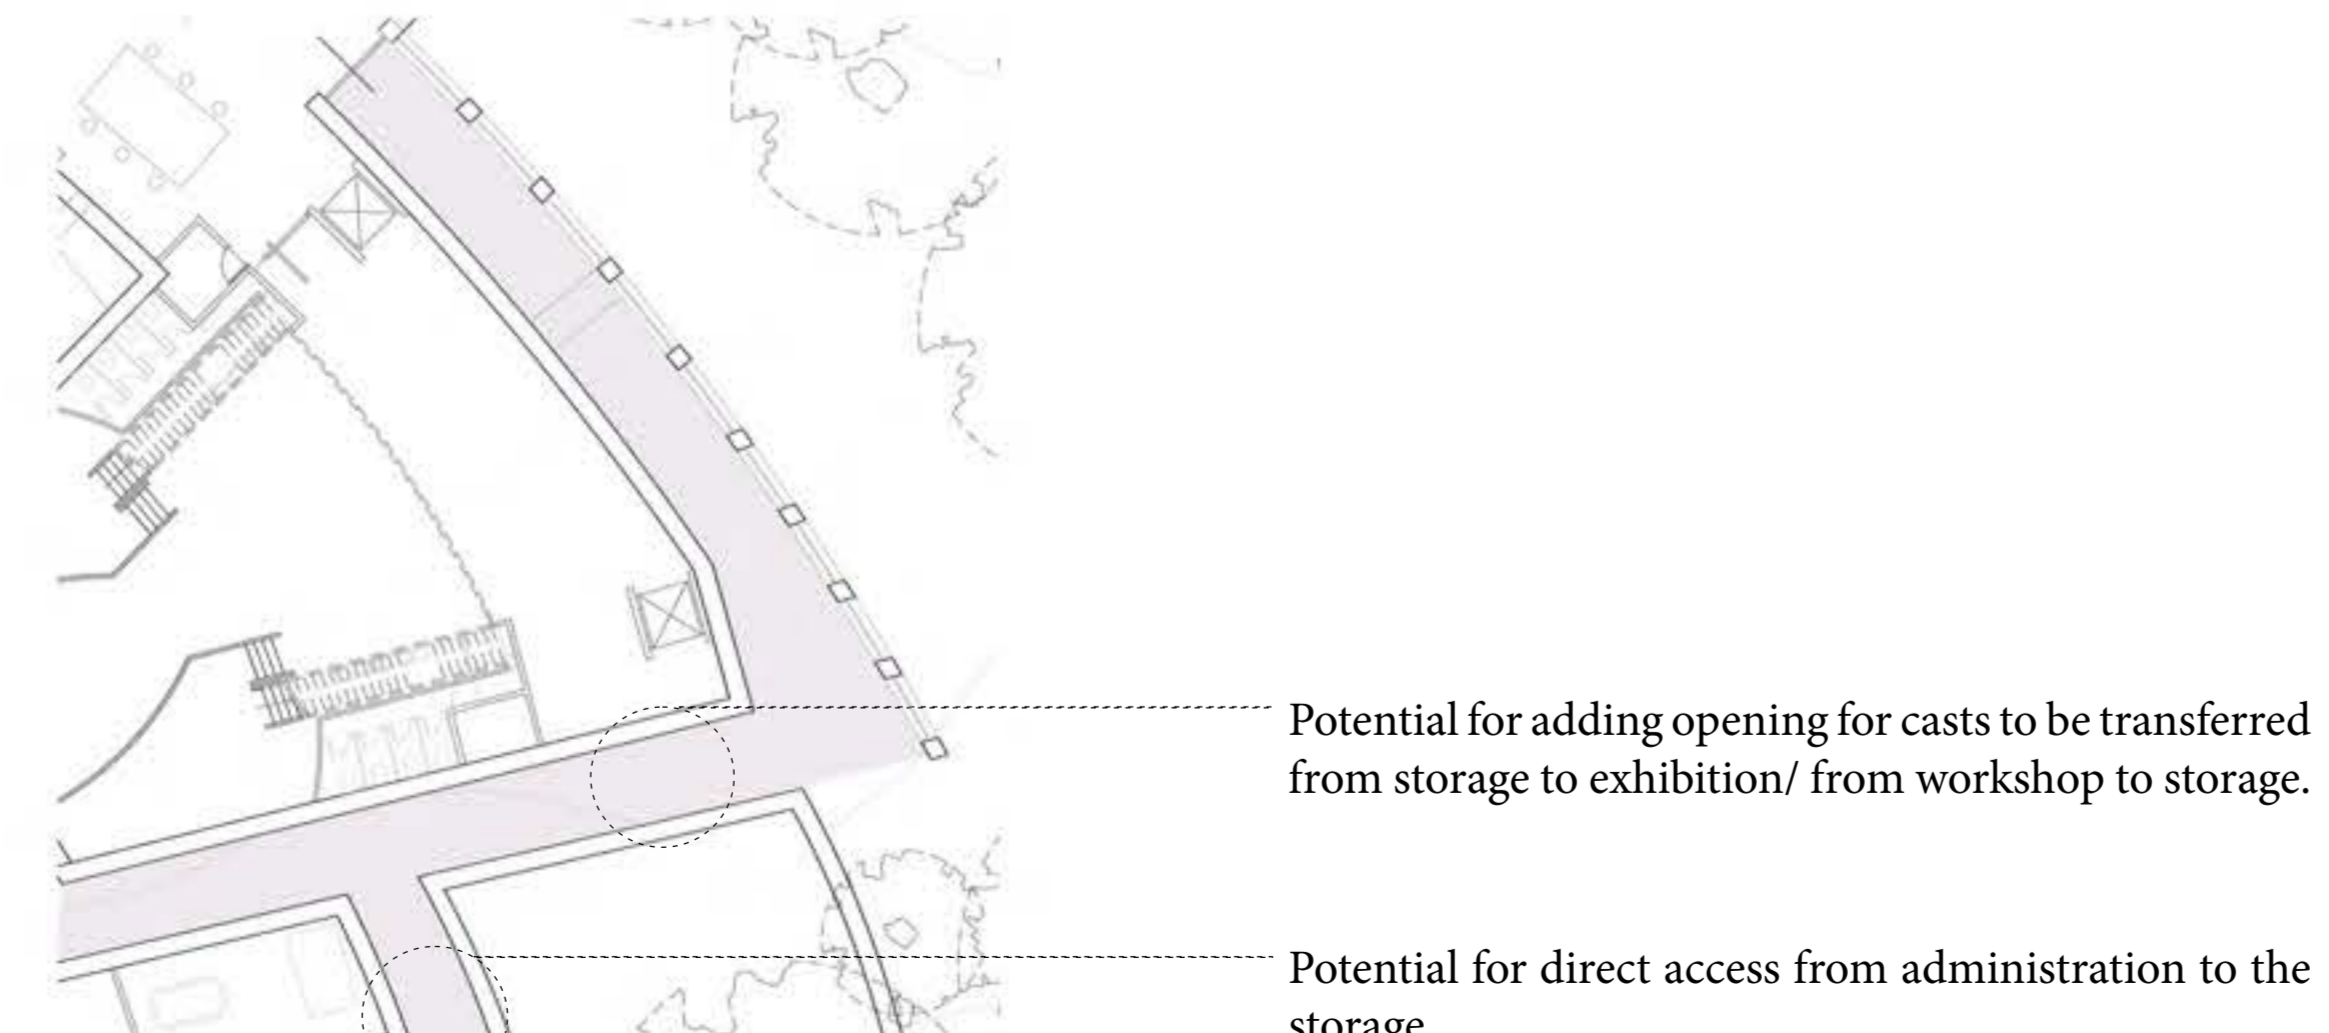 Potential for adding opening for casts to be transferred
from storage to exhibition/ from workshop to storage.
Potential for direct access from administration to the
storage